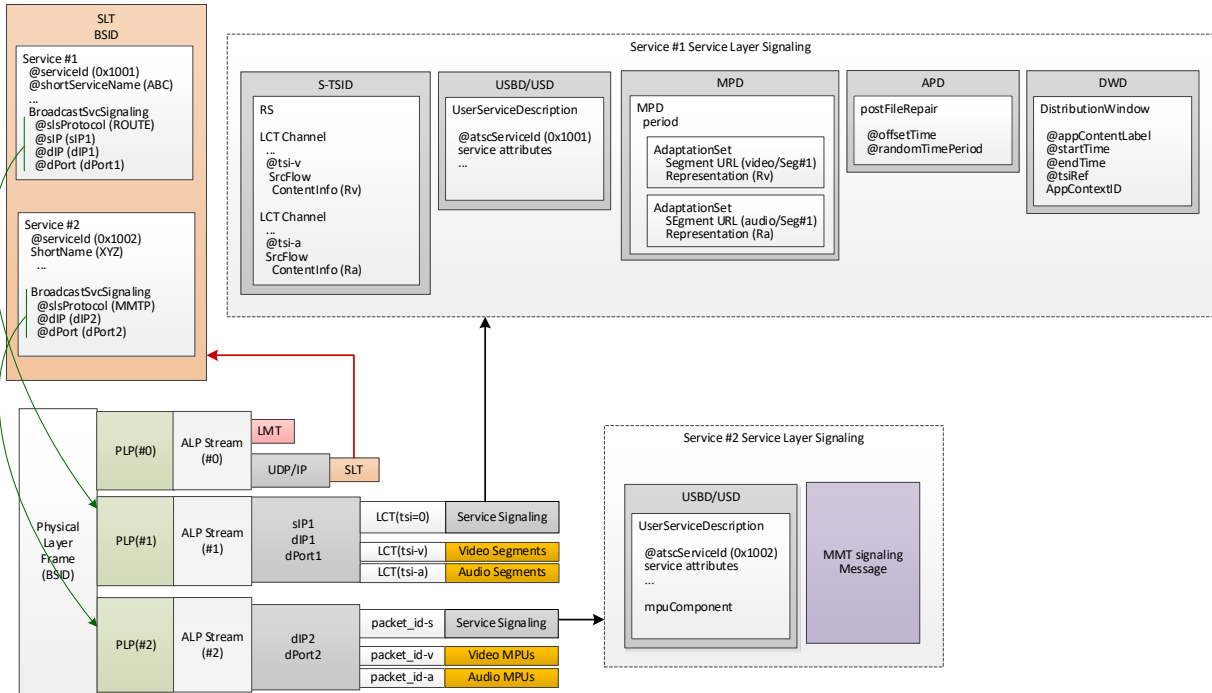 SLT
BSID
Service #1
@serviceId (0x1001)
@shortServiceName (ABC)
...
BroadcastSvcSignaling
@slsProtocol (ROUTE)
@sIP (sIP1)
@dIP (dIP1)
@dPort (dPort1)
Service #2
@serviceId (0x1002)
ShortName (XYZ)
...
BroadcastSvcSignaling
@slsProtocol (MMTP)
@dIP (dIP2)
@dPort (dPort2)
Service #1 Service Layer Signaling
S-TSID
RS
LCT Channel
...
@tsi-v
SrcFlow
ContentInfo (Rv)
LCT Channel
...
@tsi-a
SrcFlow
ContentInfo (Ra)
USBD/USD
UserServiceDescription
@atscServiceId (0x1001)
service attributes
...
MPD
MPD
period
AdaptationSet
Segment URL (video/Seg#1)
Representation (Rv)
AdaptationSet
SEgment URL (audio/Seg#1)
Representation (Ra)
APD
postFileRepair
@offsetTime
@randomTimePeriod
DWD
DistributionWindow
@appContentLabel
@startTime
@endTime
@tsiRef
AppContextID
Physical
Layer
Frame
(BSID)
PLP(#0)
ALP Stream
(#0)
LMT
UDP/IP
SLT
PLP(#1)
ALP Stream
(#1)
sIP1
dIP1
dPort1
LCT(tsi=0)
Service Signaling
LCT(tsi-v)
Video Segments
LCT(tsi-a)
Audio Segments
PLP(#2)
ALP Stream
(#2)
dIP2
dPort2
packet_id-s
Service Signaling
packet_id-v
Video MPUs
packet_id-a
Audio MPUs
Service #2 Service Layer Signaling
USBD/USD
UserServiceDescription
@atscServiceId (0x1002)
service attributes
...
mpuComponent
MMT signaling
Message